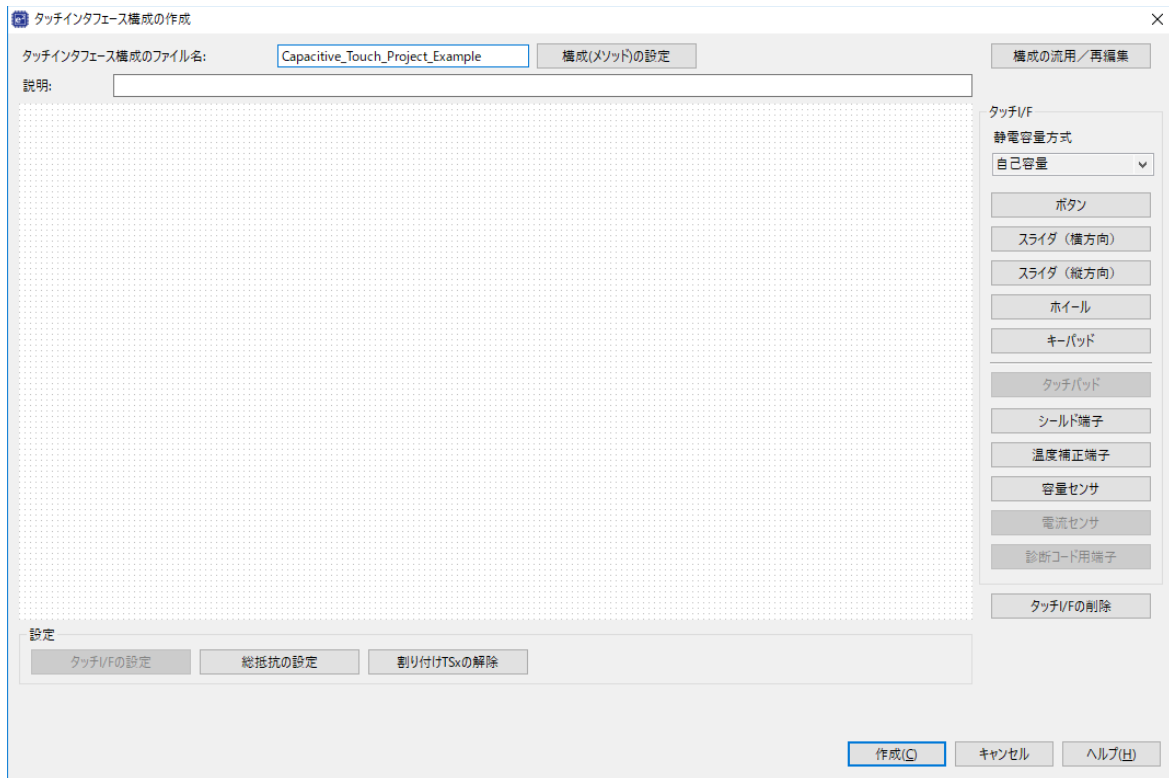 タッチインタフェース構成の作成
タッチインタフェース構成のファイル名: Capacitive_Touch_Project_Example 構成(メソッド)の設定 構成の流用／再編集
説明:
タッチI/F
静電容量方式
自己容量
ボタン
スライダ（横方向）
スライダ（縦方向）
ホイール
キーパッド
タッチパッド
シールド端子
温度補正端子
容量センサ
電流センサ
診断コード用端子
タッチI/Fの削除
設定
タッチI/Fの設定 総抵抗の設定 割り付けTSxの解除
作成(C) キャンセル ヘルプ(H)